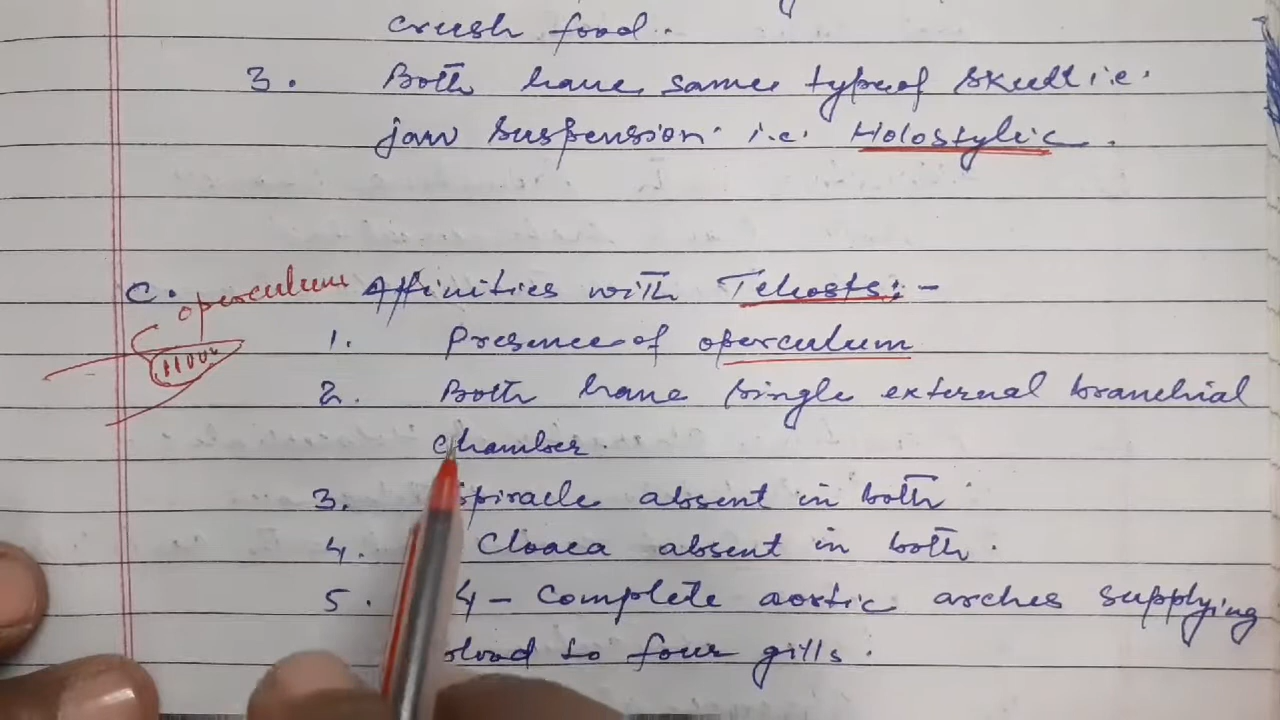 crush food.
3. Both have same type of skull i.e.
jaw suspension i.e. Holostylic.
C. operculum Affinities with Teleosts:-
1. Presence of operculum
2. Both have single external branchial
chamber.
3. spiracle absent in both
4. Cloaca absent in both.
5. 4 - Complete aortic arches supplying
blood to four gills.